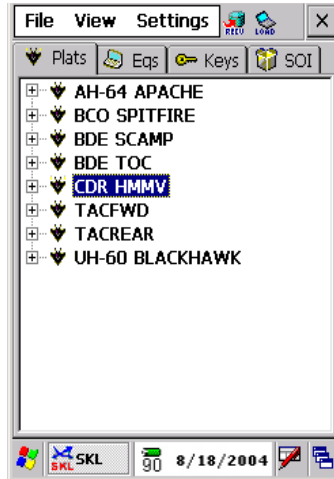 File View Settings RECV LOAD X
Plats Eqs Keys SOI
AH-64 APACHE
BCO SPITFIRE
BDE SCAMP
BDE TOC
CDR HMMV
TACFWD
TACREAR
UH-60 BLACKHAWK
SKL SKL 90 8/18/2004